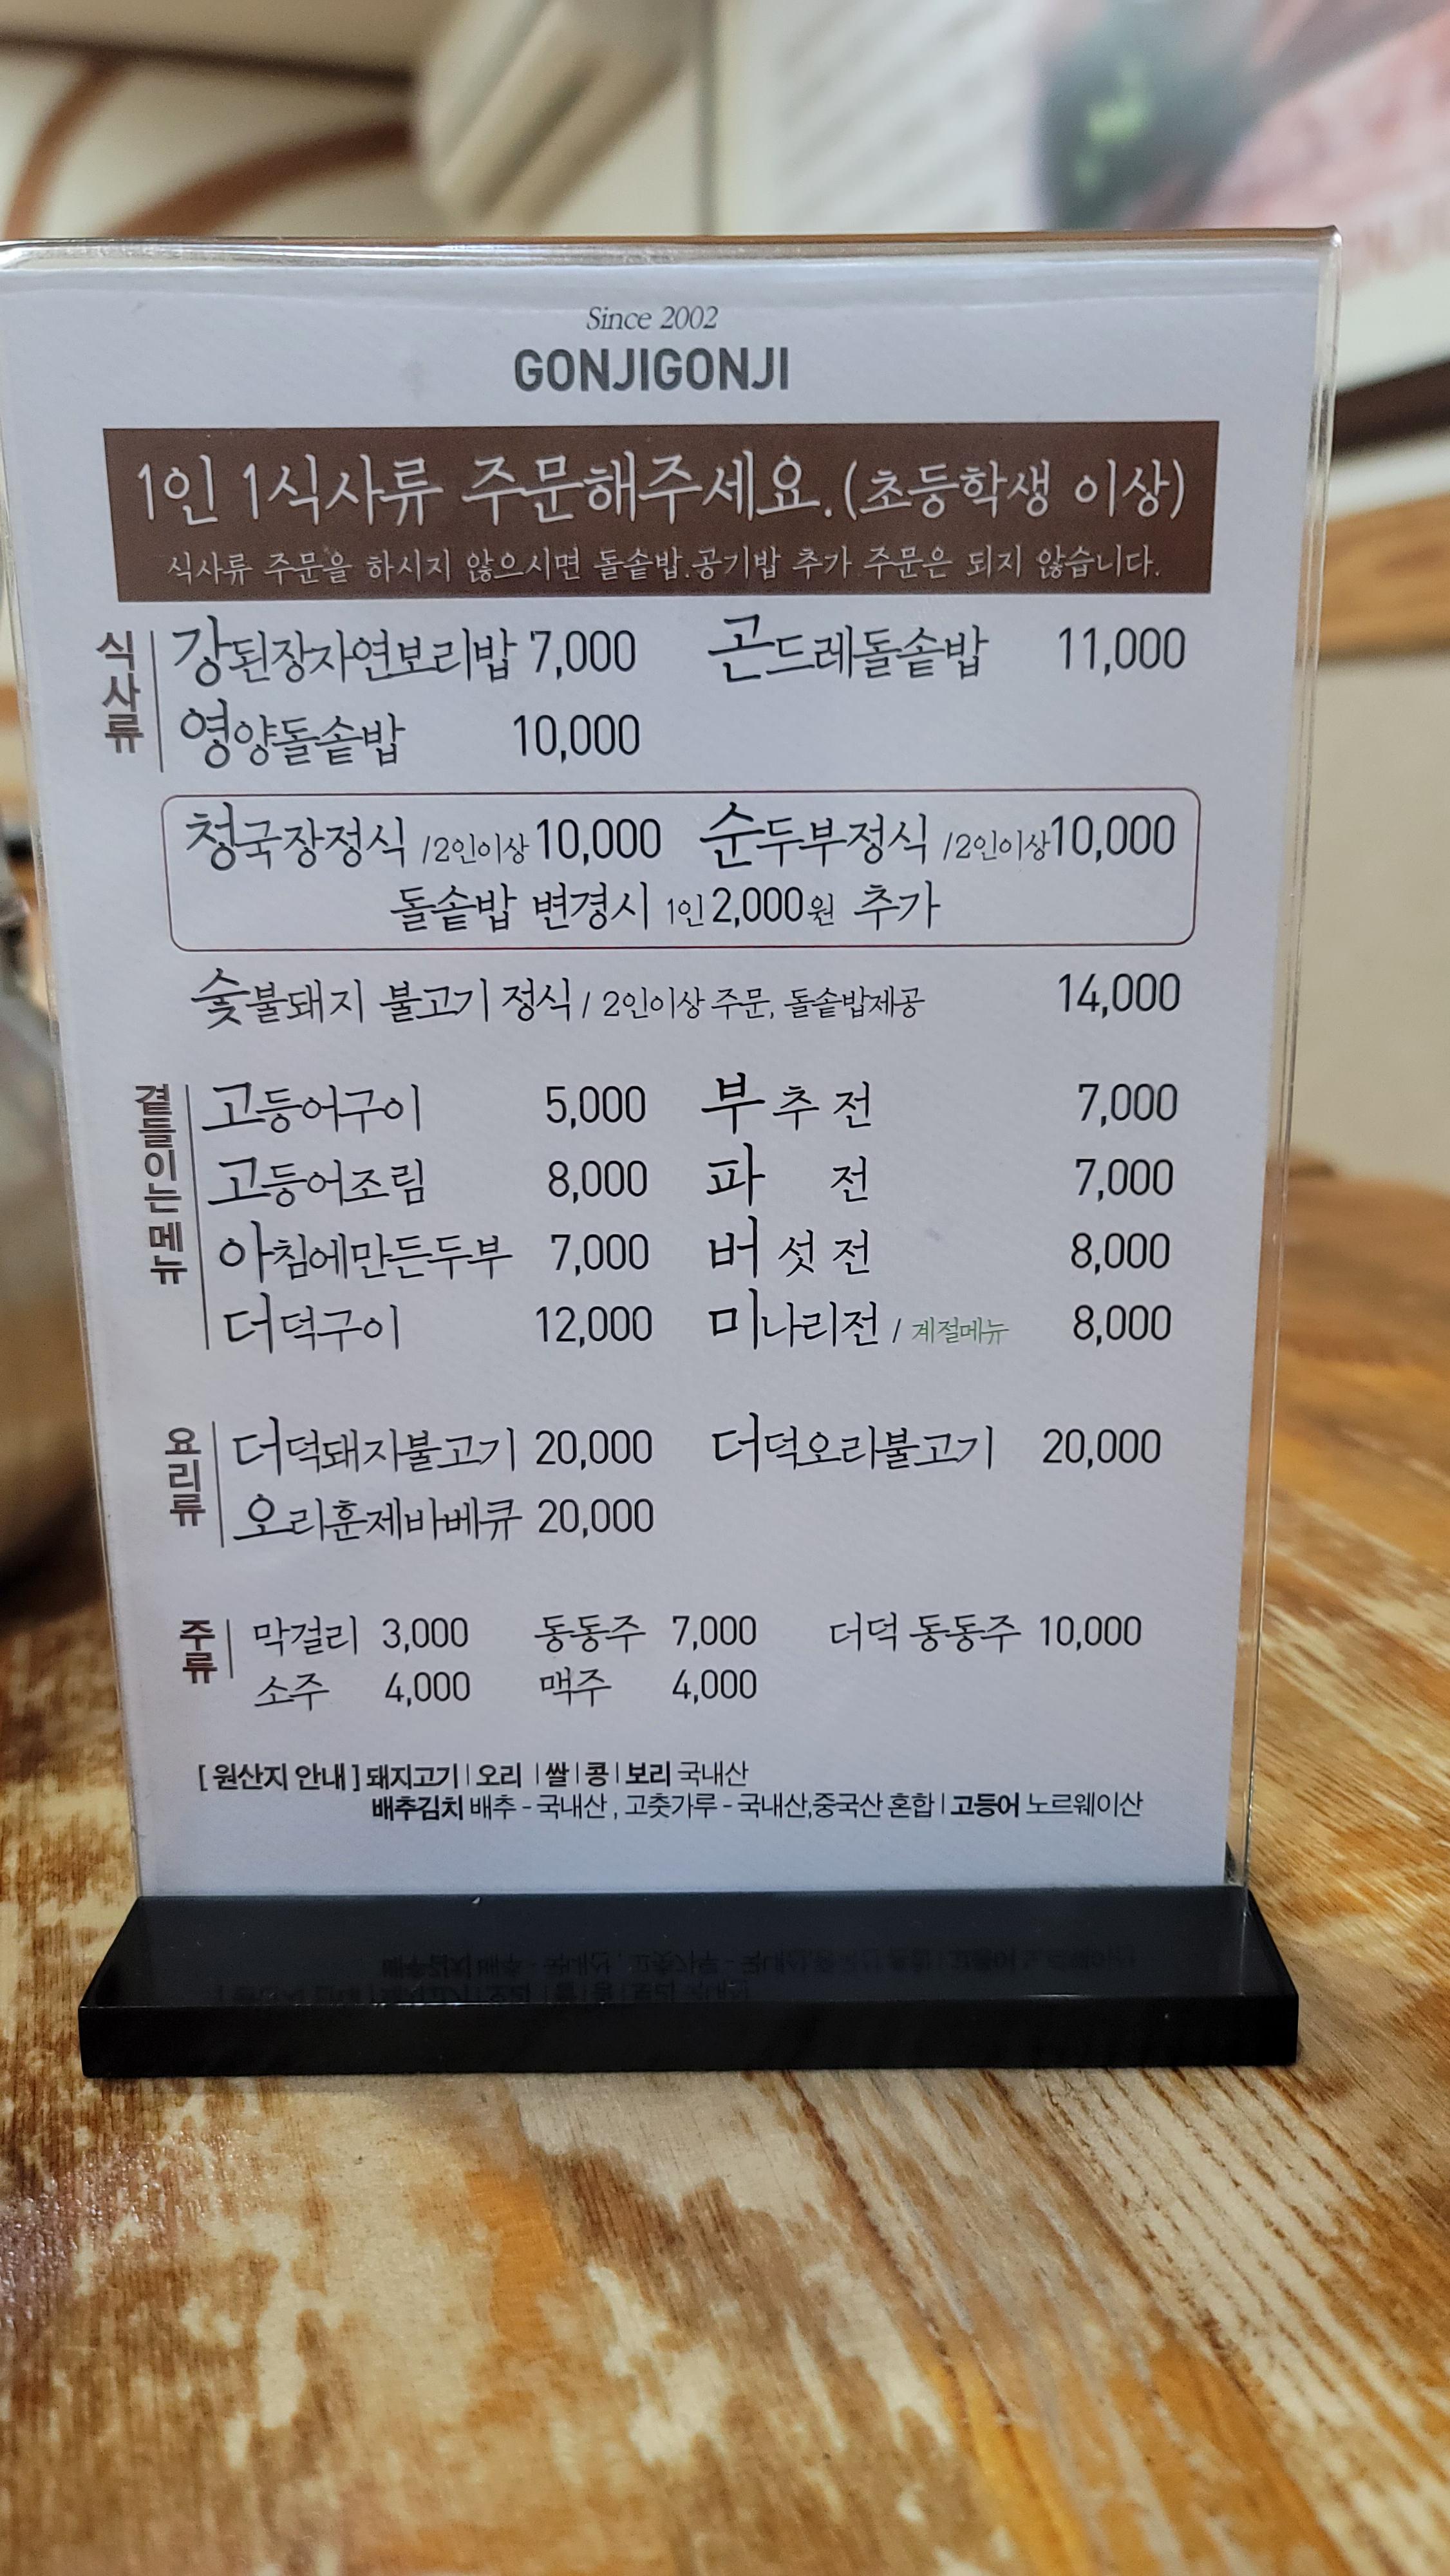 Since 2002
GONJIGONJI
1인 1식사류 주문해주세요.(초등학생 이상)
식사류 주문을 하시지 않으시면 돌솥밥.공기밥 추가 주문은 되지 않습니다.
식사류
강된장자연보리밥 7,000 곤드레돌솥밥 11,000
영양돌솥밥 10,000
청국장정식 /2인이상 10,000 순두부정식 /2인이상 10,000
돌솥밥 변경시 1인 2,000원 추가
숯불돼지 불고기 정식 / 2인이상 주문, 돌솥밥제공 14,000
곁들이는 메뉴
고등어구이 5,000 부추전 7,000
고등어조림 8,000 파전 7,000
아침에만든두부 7,000 버섯전 8,000
더덕구이 12,000 미나리전 / 계절메뉴 8,000
요리류
더덕돼지불고기 20,000 더덕오리불고기 20,000
오리훈제바베큐 20,000
주류
막걸리 3,000 동동주 7,000 더덕 동동주 10,000
소주 4,000 맥주 4,000
[ 원산지 안내 ] 돼지고기 | 오리 | 쌀 | 콩 | 보리 국내산
배추김치 배추 - 국내산 , 고춧가루 - 국내산,중국산 혼합 | 고등어 노르웨이산